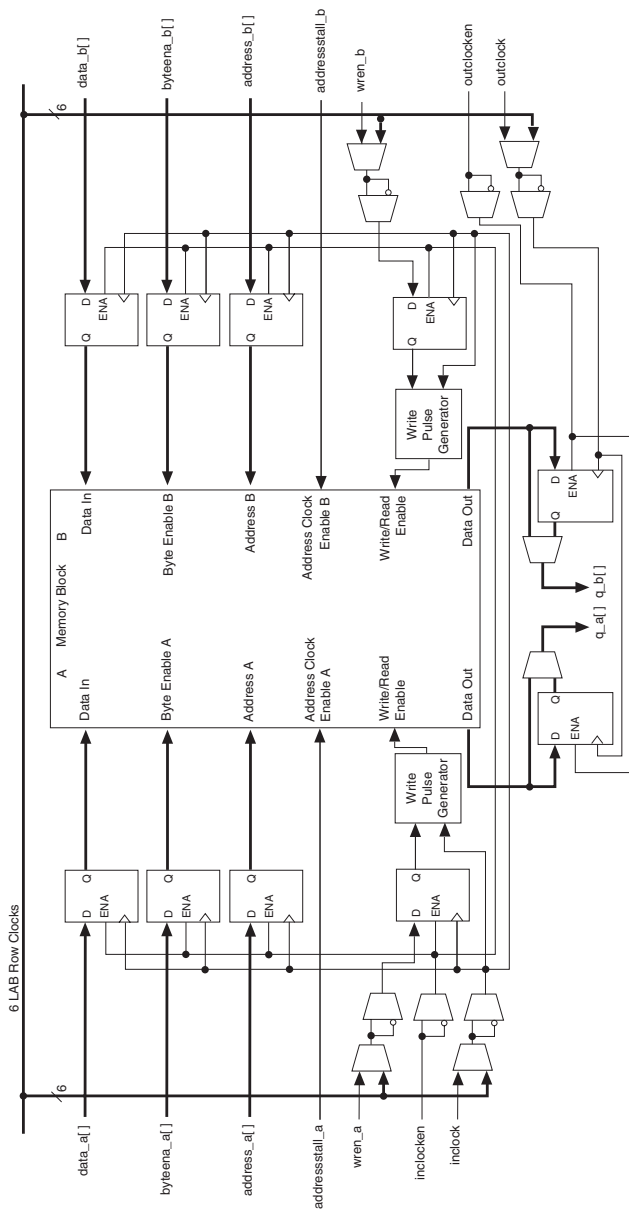 6 LAB Row Clocks
6
6
data_a[ ]
byteena_a[ ]
address_a[ ]
addressstall_a
wren_a
inclocken
inclock
data_b[ ]
byteena_b[ ]
address_b[ ]
addressstall_b
wren_b
outclocken
outclock
D Q
ENA
D Q
ENA
D Q
ENA
D Q
ENA
Write
Pulse
Generator
A Memory Block B
Data In
Byte Enable A
Address A
Address Clock
Enable A
Write/Read
Enable
Data Out
Data In
Byte Enable B
Address B
Address Clock
Enable B
Write/Read
Enable
Data Out
Q D
ENA
Q D
ENA
Q D
ENA
Q D
ENA
Write
Pulse
Generator
D Q
ENA
Q D
ENA
q_a[ ]
q_b[ ]